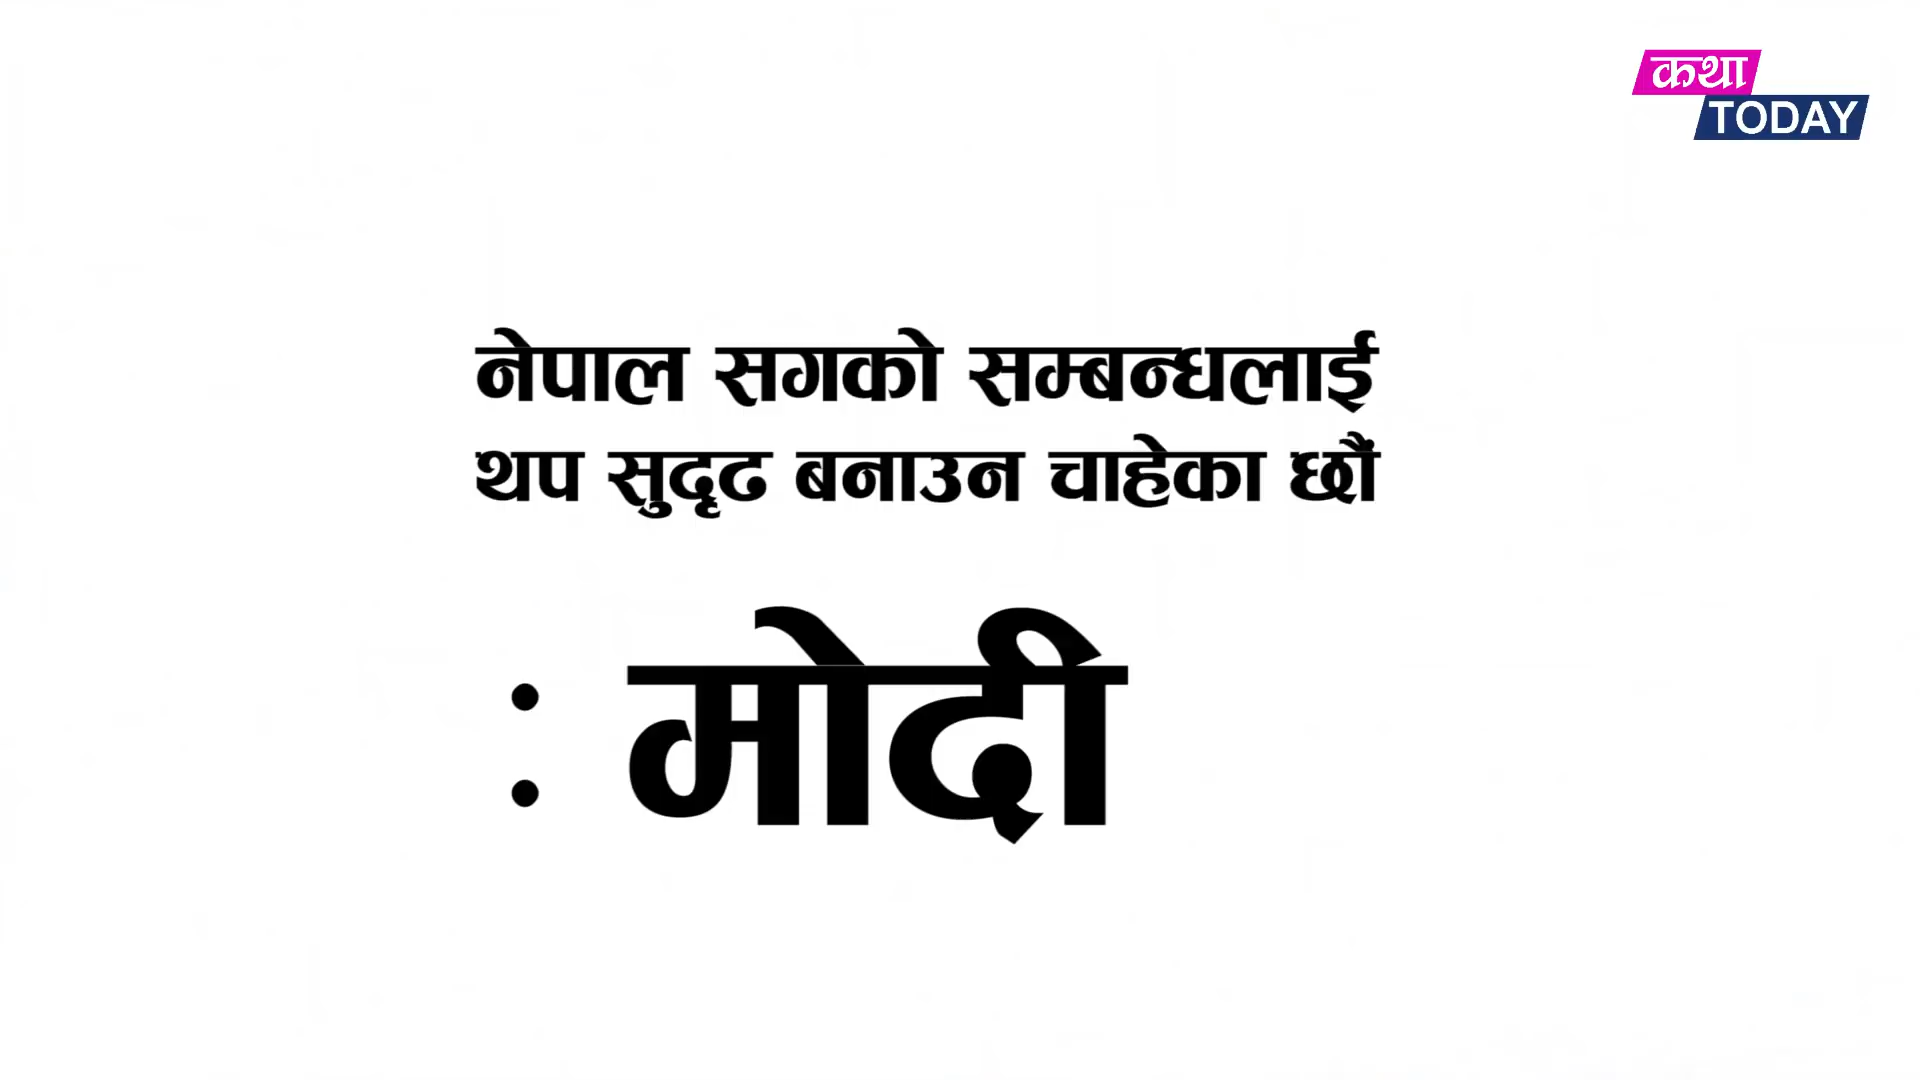 कथा
TODAY
नेपाल सगको सम्बन्धलाई
थप सुदृढ बनाउन चाहेका छौं
: मोदी